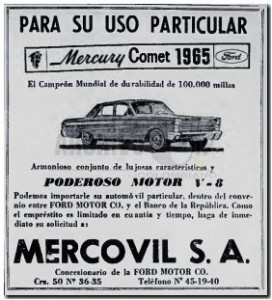 PARA SU USO PARTICULAR
Mercury Comet 1965 Ford
El Campeón Mundial de durabilidad de 100.000 millas
Armonioso conjunto de lujosas características y
PODEROSO MOTOR V-8
Podemos importarle su automóvil particular, dentro del conve-
nio entre FORD MOTOR CO. y el Banco de la República. Como
el empréstito es limitado en cuantía y tiempo, haga de inme-
diato su solicitud a:
MERCOVIL S. A.
Concesionario de la FORD MOTOR CO.
Cra. 50 Nº 36-35 Teléfono Nº 45-19-40